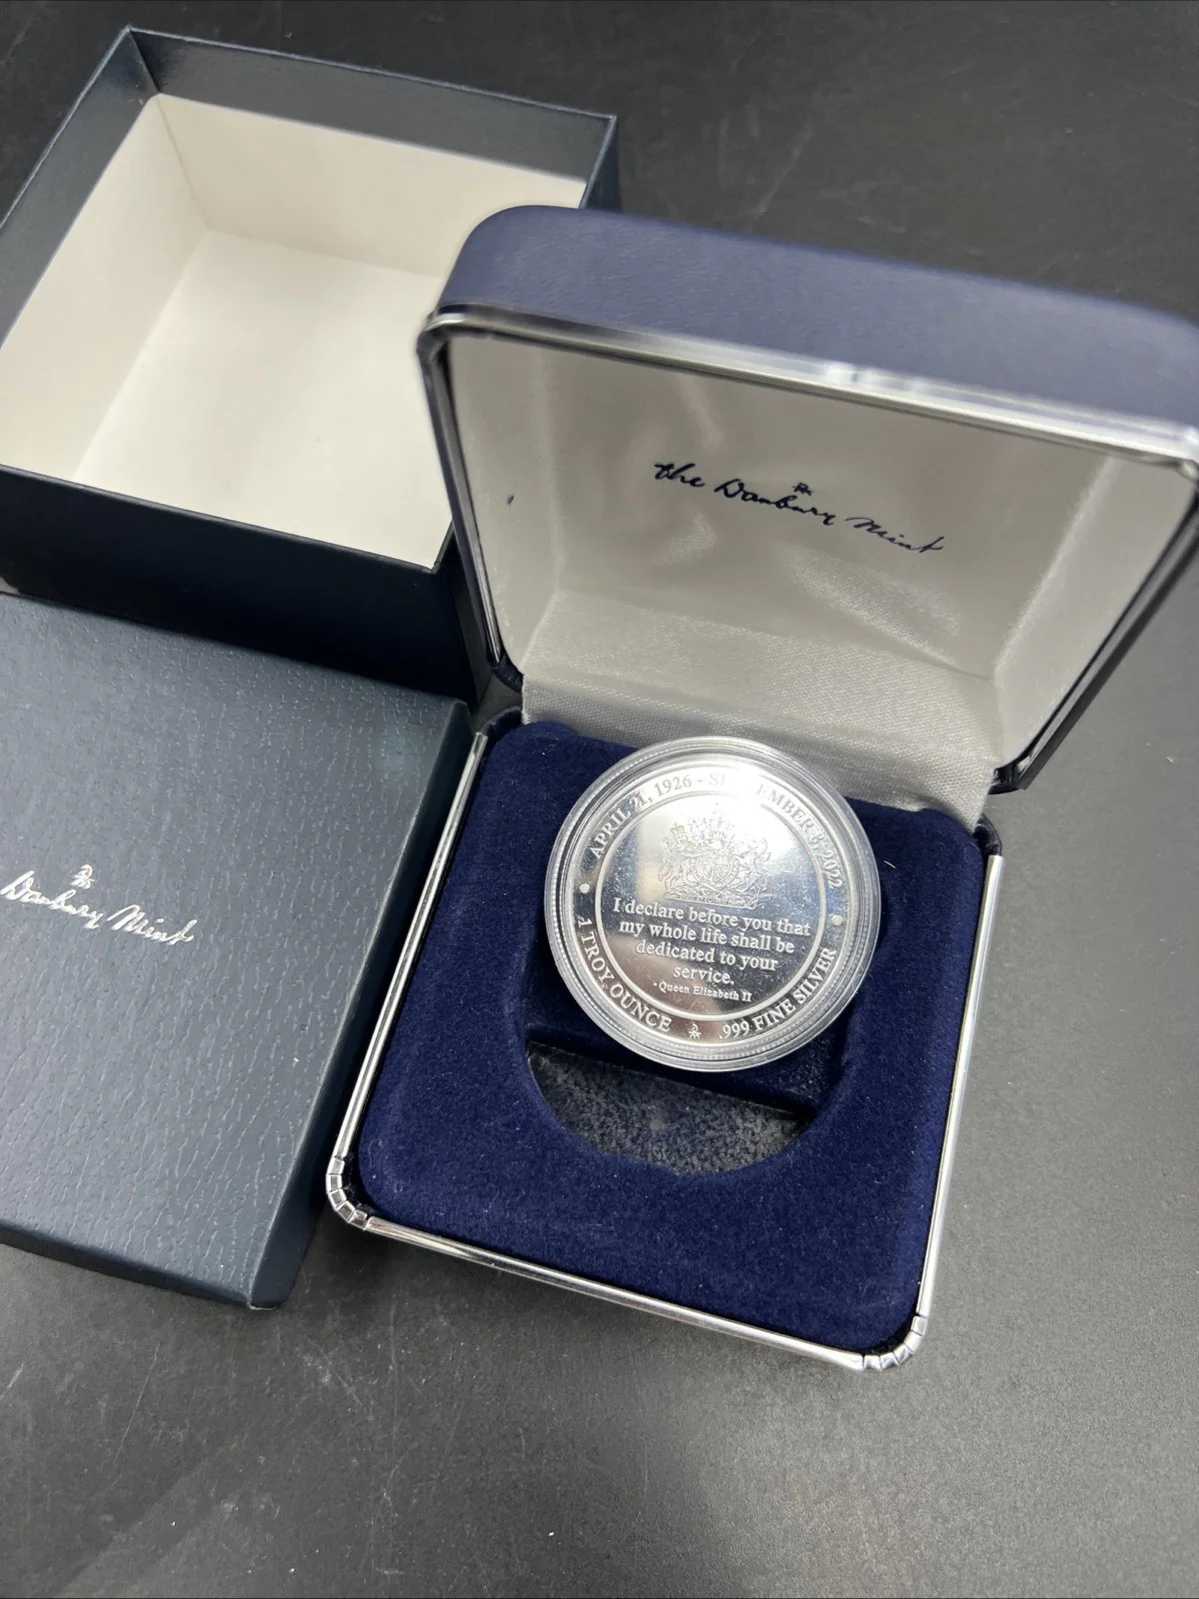 the Danbury Mint
Danbury Mint
APRIL 21, 1926 - SEPTEMBER 8, 2022
I declare before you that
my whole life shall be
dedicated to your
service.
-Queen Elizabeth II
1 TROY OUNCE .999 FINE SILVER